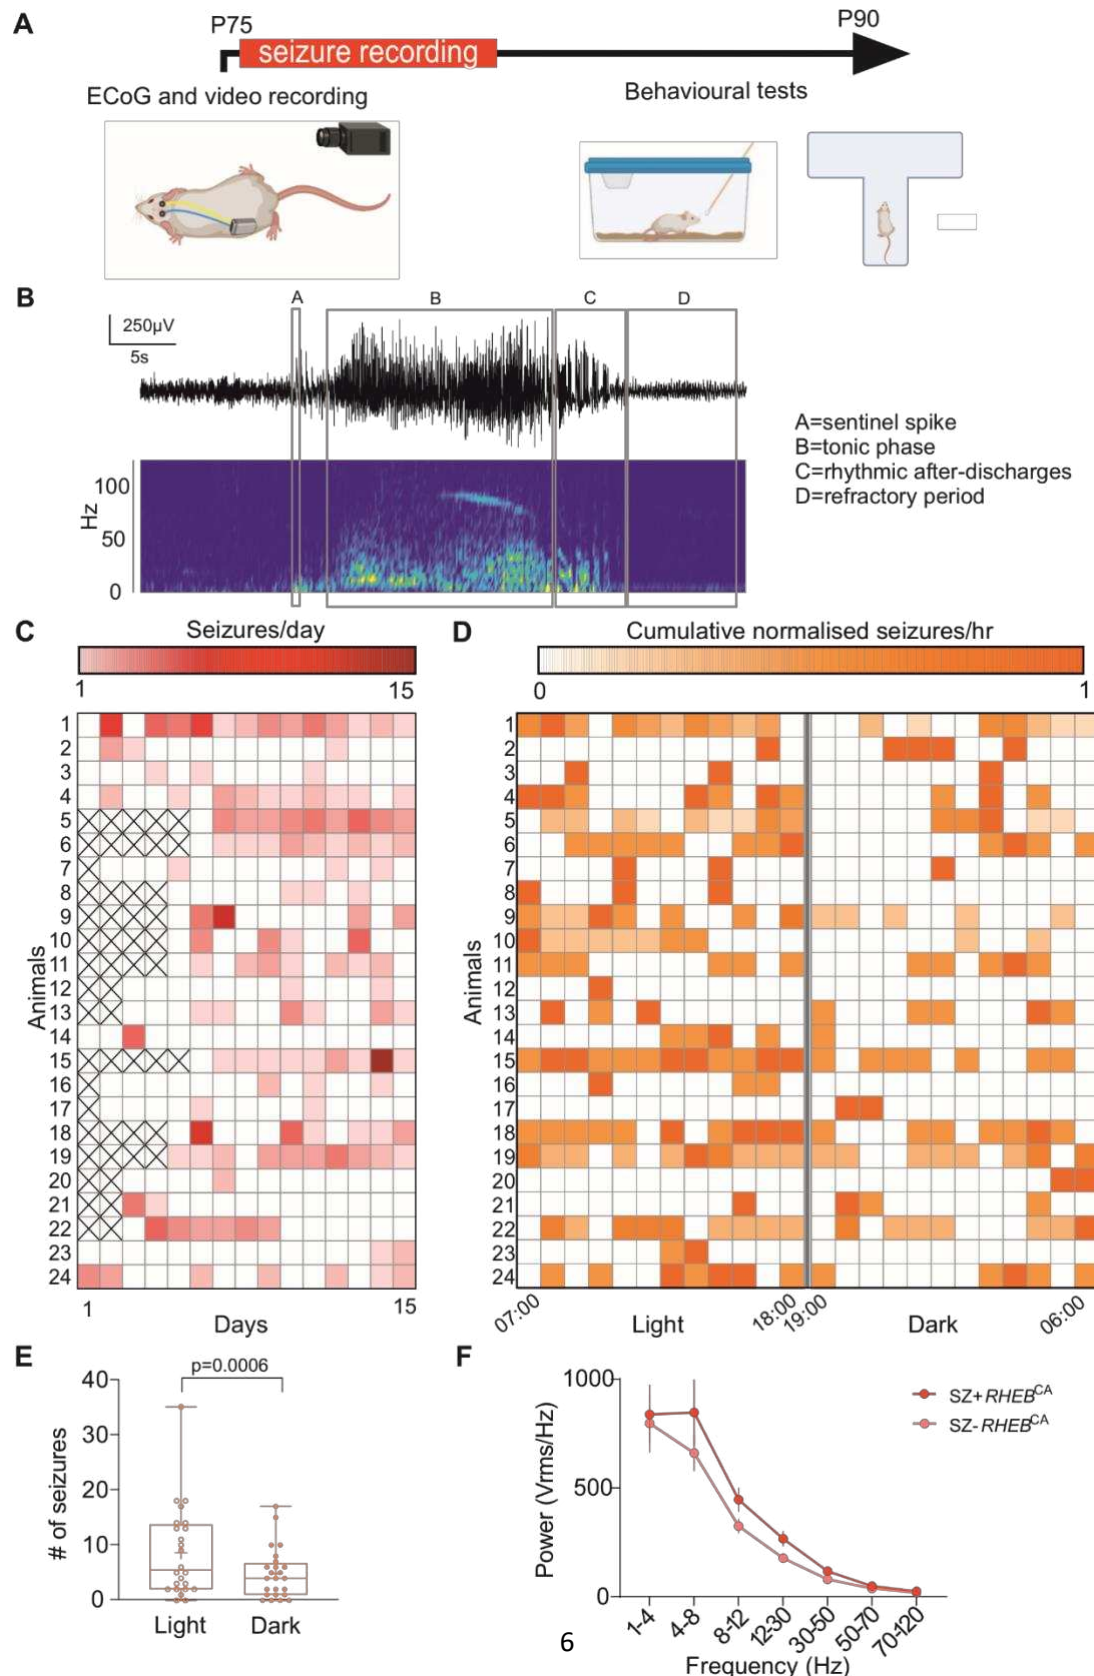 A
P75
P90
seizure recording
ECoG and video recording
Behavioural tests
B
A
B
C
D
250µV
5s
A=sentinel spike
B=tonic phase
C=rhythmic after-discharges
D=refractory period
Hz
100
50
0
C
Seizures/day
1
15
Animals
1
2
3
4
5
6
7
8
9
10
11
12
13
14
15
16
17
18
19
20
21
22
23
24
1
15
Days
D
Cumulative normalised seizures/hr
0
1
Animals
1
2
3
4
5
6
7
8
9
10
11
12
13
14
15
16
17
18
19
20
21
22
23
24
07:00
Light
18:00
19:00
Dark
06:00
E
p=0.0006
# of seizures
40
30
20
10
0
Light
Dark
F
Power (Vrms/Hz)
1000
500
0
SZ+RHEB^CA
SZ-RHEB^CA
1-4
4-8
8-12
12-30
30-50
50-70
70-120
Frequency (Hz)
6